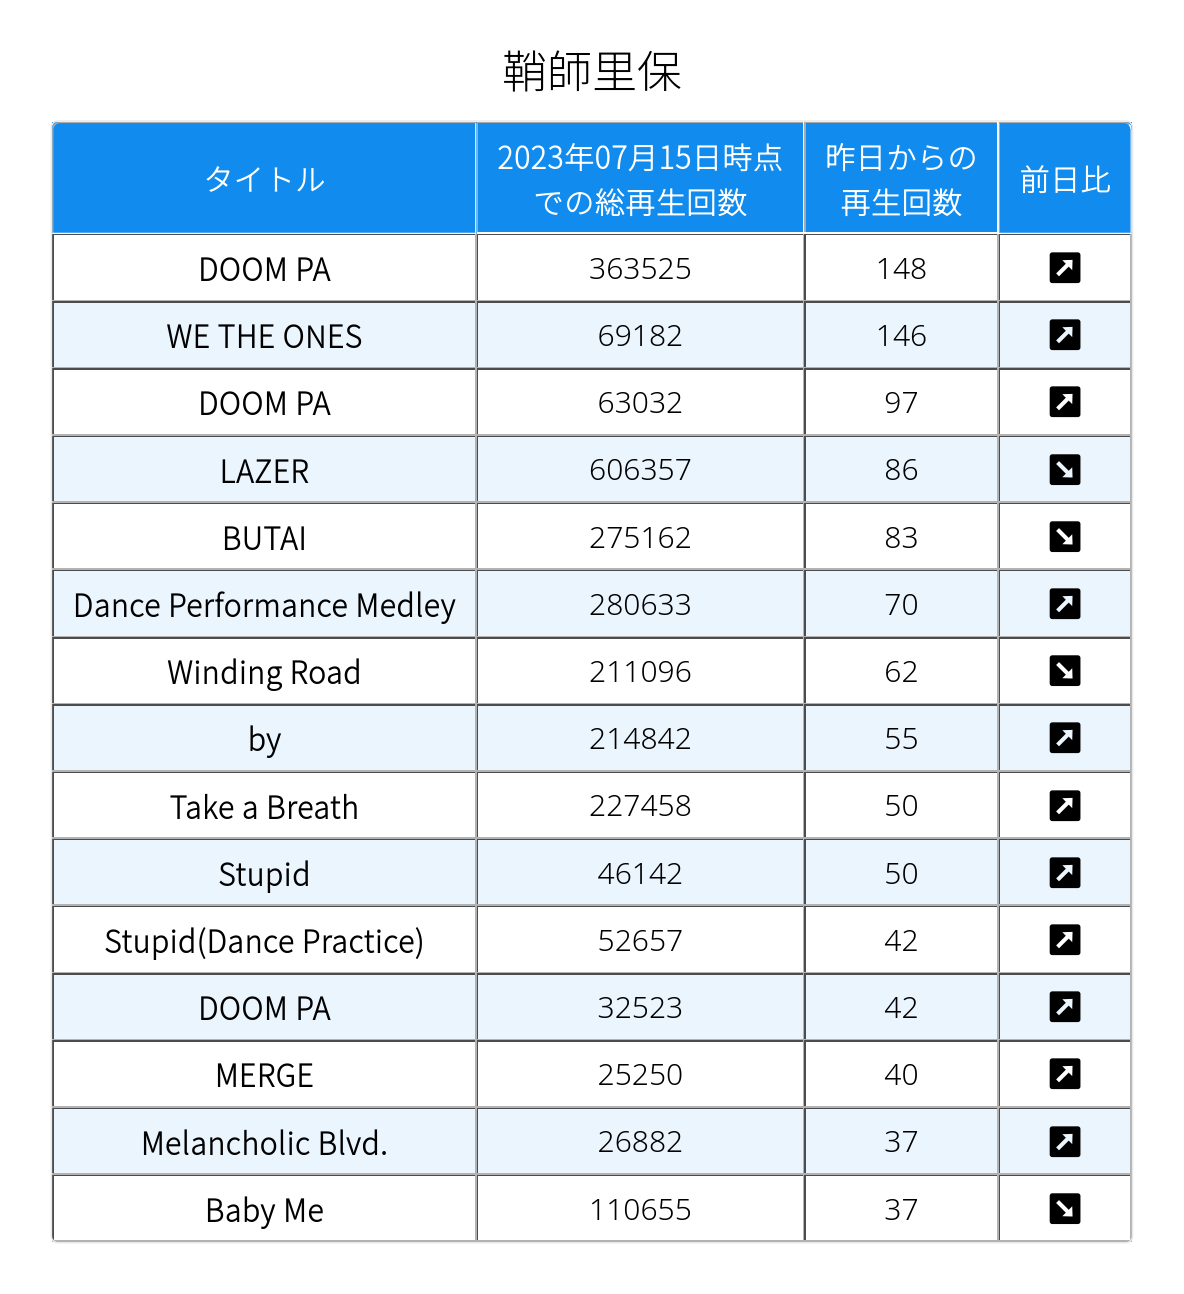 鞘師里保
タイトル 2023年07月15日時点 昨日からの 前日比
での総再生回数 再生回数
DOOM PA 363525 148 ↗
WE THE ONES 69182 146 ↗
DOOM PA 63032 97 ↗
LAZER 606357 86 ↘
BUTAI 275162 83 ↘
Dance Performance Medley 280633 70 ↗
Winding Road 211096 62 ↘
by 214842 55 ↗
Take a Breath 227458 50 ↗
Stupid 46142 50 ↗
Stupid(Dance Practice) 52657 42 ↗
DOOM PA 32523 42 ↗
MERGE 25250 40 ↗
Melancholic Blvd. 26882 37 ↗
Baby Me 110655 37 ↘